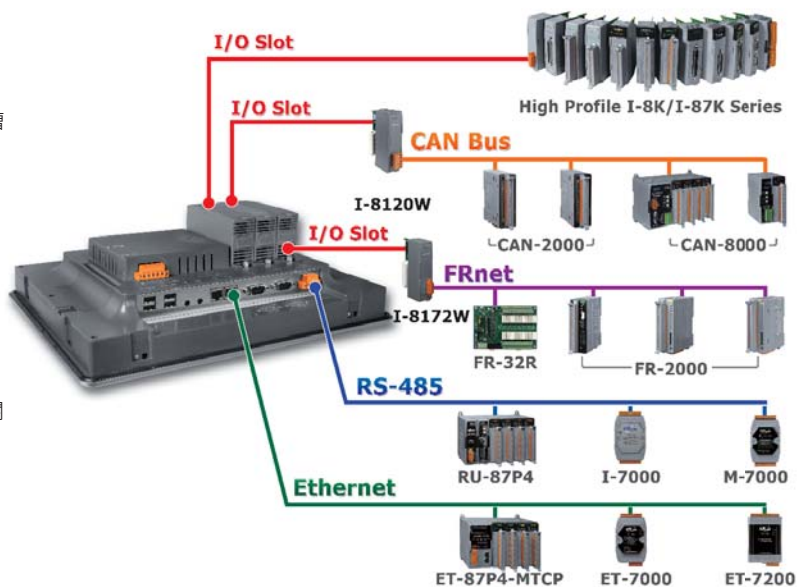 I/O Slot
High Profile I-8K/I-87K Series
I/O Slot
CAN Bus
I-8120W
CAN-2000
CAN-8000
I/O Slot
FRnet
I-8172W
FR-32R
FR-2000
RS-485
RU-87P4
I-7000
M-7000
Ethernet
ET-87P4-MTCP
ET-7000
ET-7200